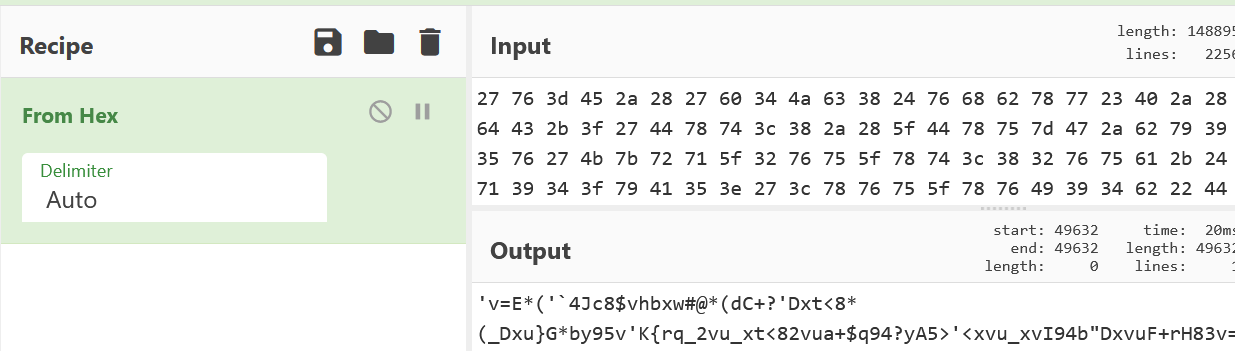 Recipe
From Hex
Delimiter
Auto
Input
length: 148895
lines: 2256
27 76 3d 45 2a 28 27 60 34 4a 63 38 24 76 68 62 78 77 23 40 2a 28
64 43 2b 3f 27 44 78 74 3c 38 2a 28 5f 44 78 75 7d 47 2a 62 79 39
35 76 27 4b 7b 72 71 5f 32 76 75 5f 78 74 3c 38 32 76 75 61 2b 24
71 39 34 3f 79 41 35 3e 27 3c 78 76 75 5f 78 76 49 39 34 62 22 44
Output
start: 49632 time: 20ms
end: 49632 length: 49632
length: 0 lines: 1
'v=E*('`4Jc8$vhbxw#@*(dC+?'Dxt<8*
(_Dxu}G*by95v'K{rq_2vu_xt<82vua+$q94?yA5>'<xvu_xvI94b"DxvuF+rH83v=